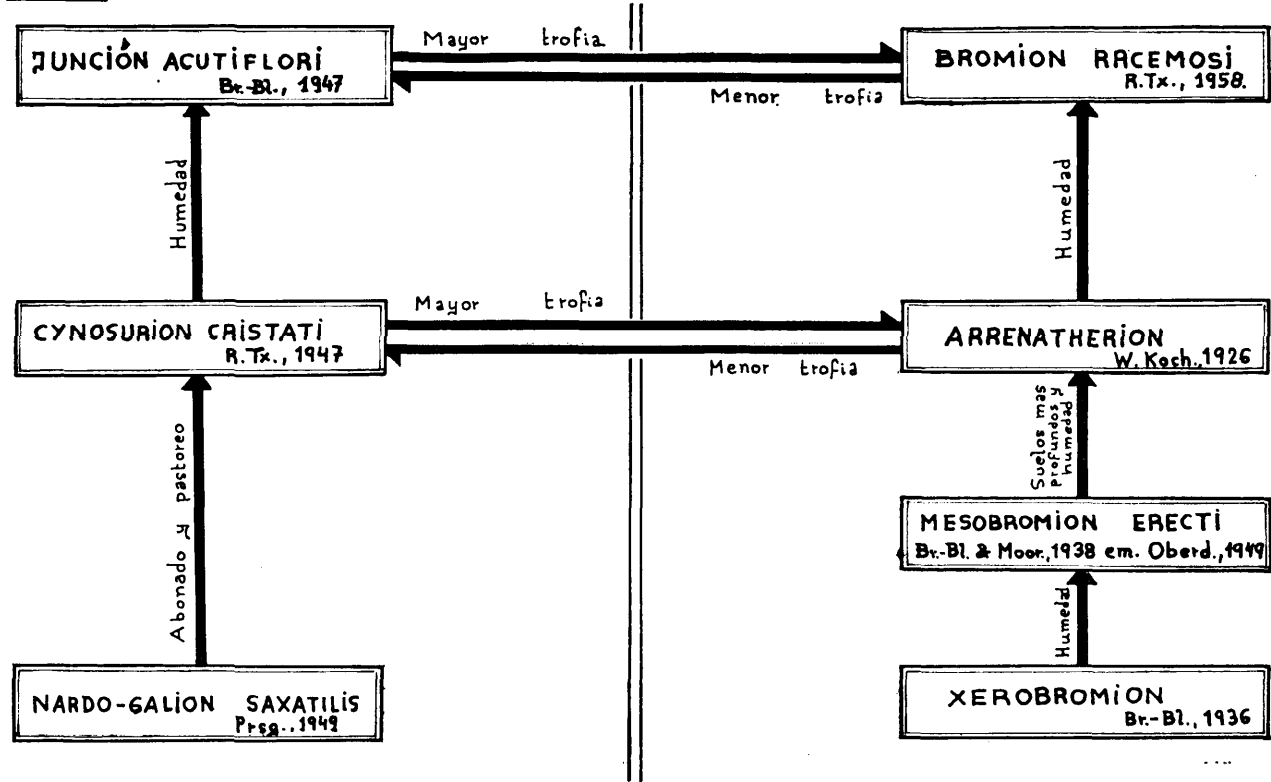 JUNCIÓN ACUTIFLORI
Br.-Bl., 1947
Mayor trofia
Menor trofia
BROMION RACEMOSI
R.Tx., 1958.
Humedad
Humedad
CYNOSURION CRISTATI
R.Tx., 1947
Mayor trofia
Menor trofia
ARRENATHERION
W. Koch., 1926
Abonado y pastoreo
Suelos mas
profundos y
humedad
MESOBROMION ERECTI
Br.-Bl. & Moor., 1938 em. Oberd., 1949
Humedad
NARDO-GALION SAXATILIS
Prsg., 1949
XEROBROMION
Br.-Bl., 1936